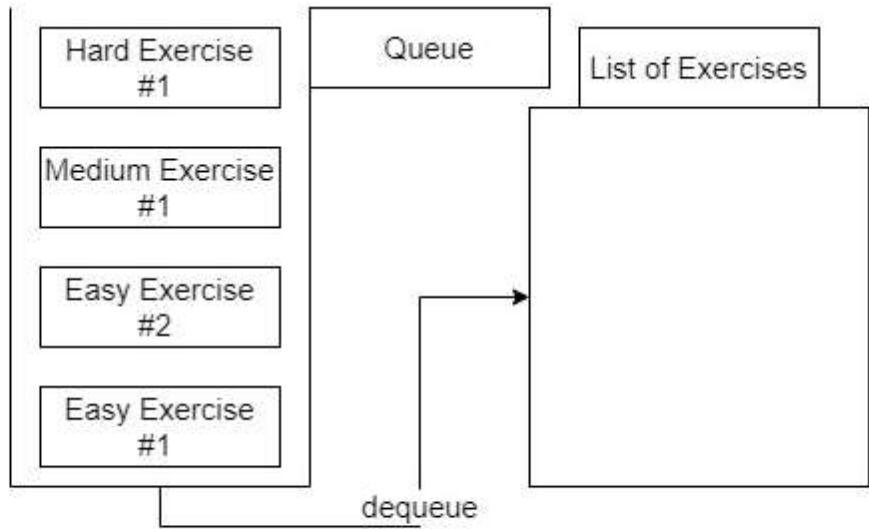 Hard Exercise
#1
Medium Exercise
#1
Easy Exercise
#2
Easy Exercise
#1
Queue
List of Exercises
dequeue